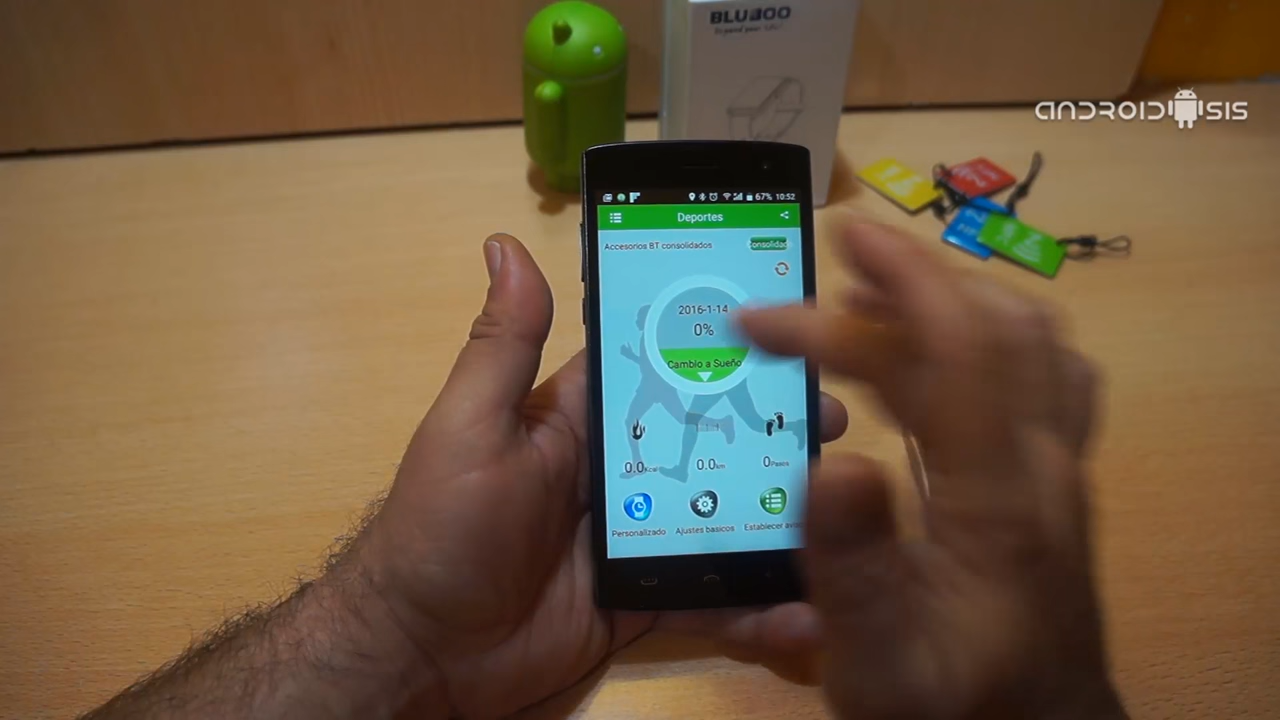 BLUBOO
ANDROIDSIS
67% 10:52
Deportes
Accesorios BT consolidados
Consolidad
2016-1-14
0%
Cambio a Sueño
0.0Kcal
0.0km
0Pasos
Personalizado
Ajustes basicos
Establecer